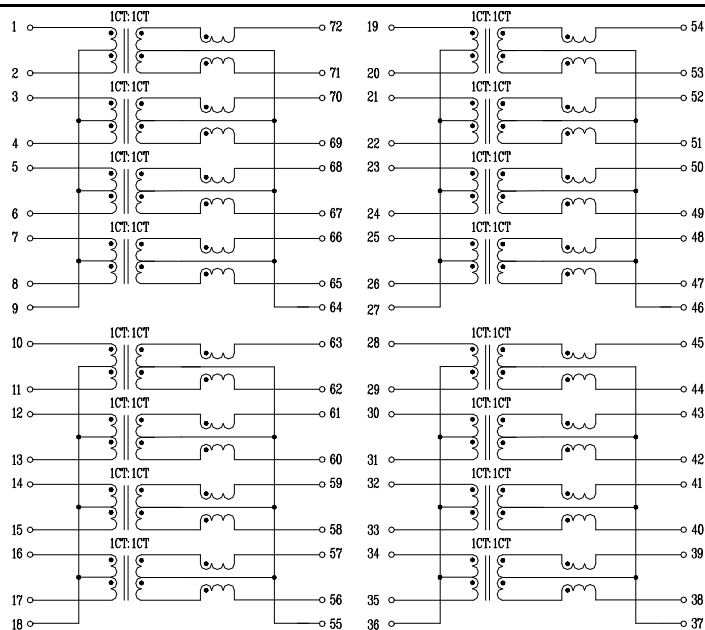 1CT:1CT 1CT:1CT
1 72 19 54
2 71 20 53
1CT:1CT 1CT:1CT
3 70 21 52
4 69 22 51
1CT:1CT 1CT:1CT
5 68 23 50
6 67 24 49
1CT:1CT 1CT:1CT
7 66 25 48
8 65 26 47
9 64 27 46
1CT:1CT 1CT:1CT
10 63 28 45
11 62 29 44
1CT:1CT 1CT:1CT
12 61 30 43
13 60 31 42
1CT:1CT 1CT:1CT
14 59 32 41
15 58 33 40
1CT:1CT 1CT:1CT
16 57 34 39
17 56 35 38
18 55 36 37